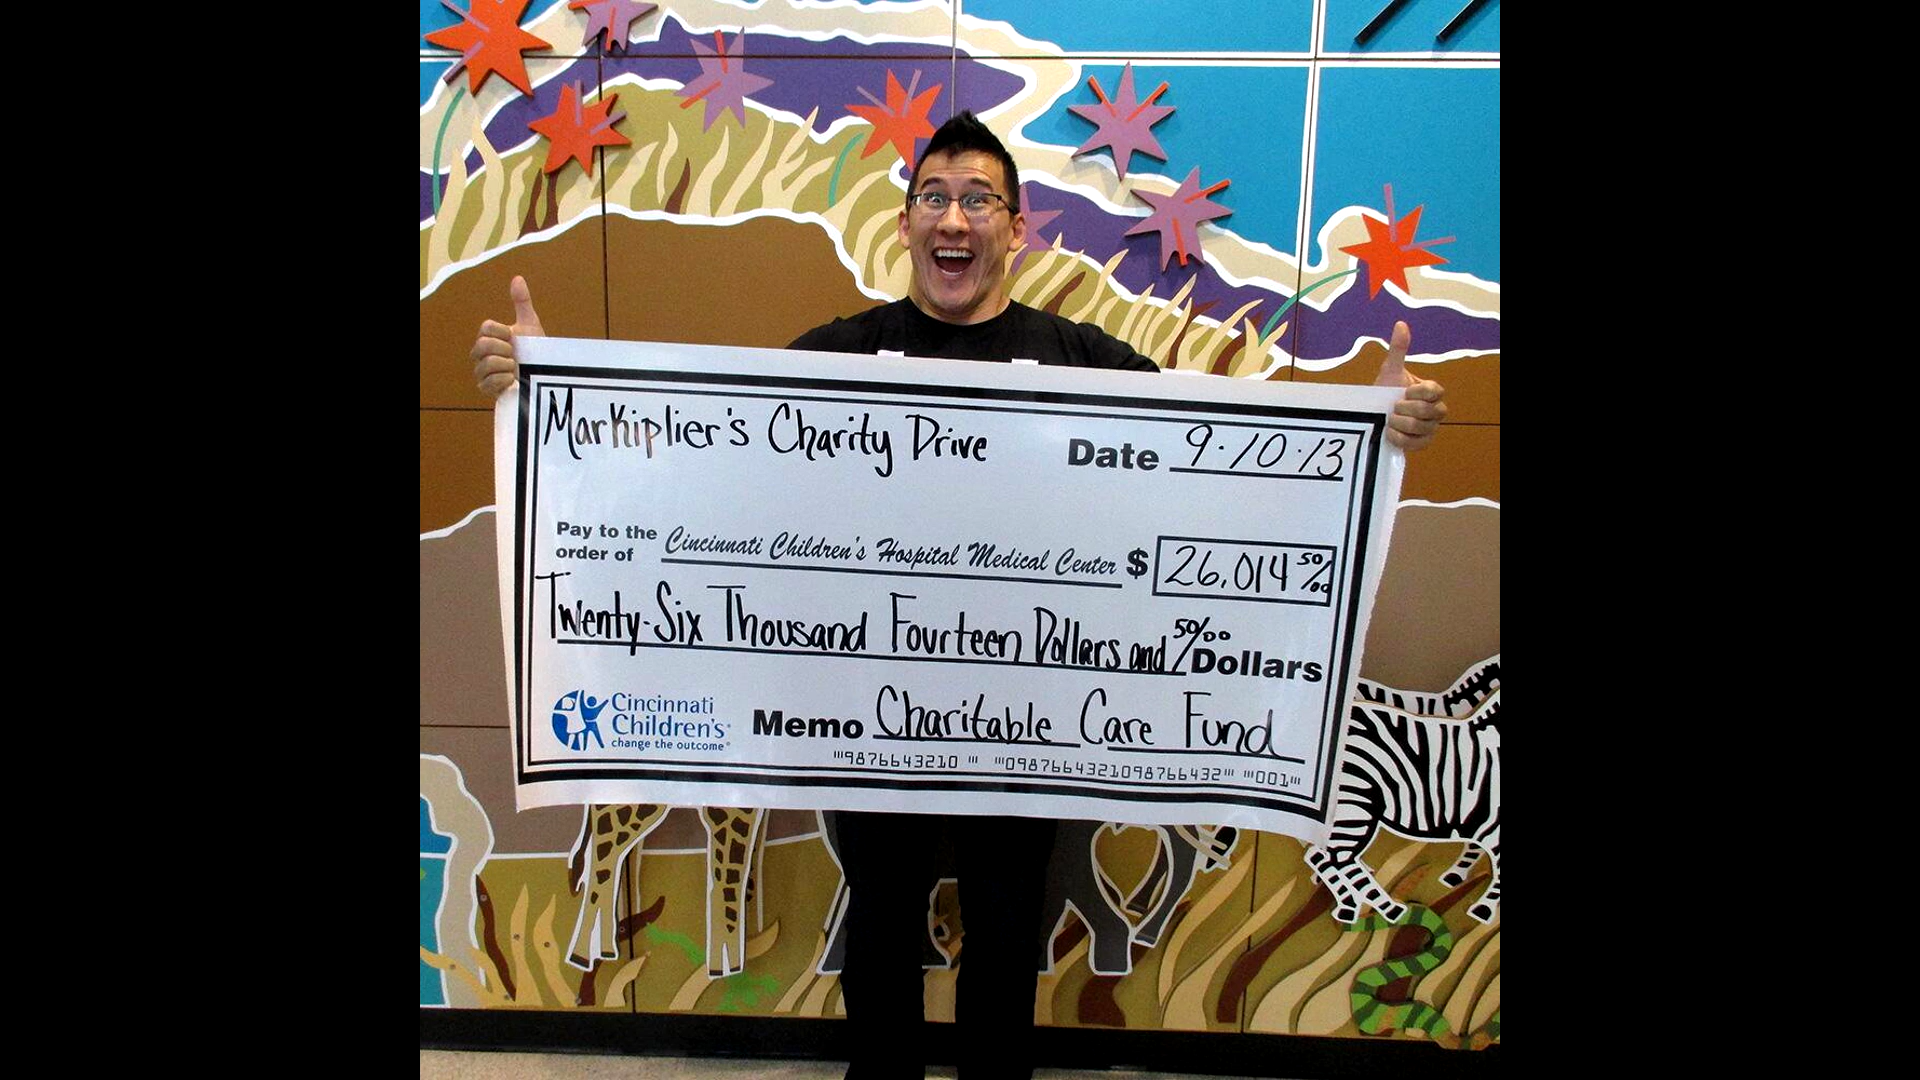 Markiplier's Charity Drive
Date 9.10.13
Pay to the order of Cincinnati Children's Hospital Medical Center $ 26,014 50/00
Twenty-Six Thousand Fourteen Dollars and 50/00 Dollars
Cincinnati
Children's
change the outcome
Memo Charitable Care Fund
9876643210 0987664321098766432 001